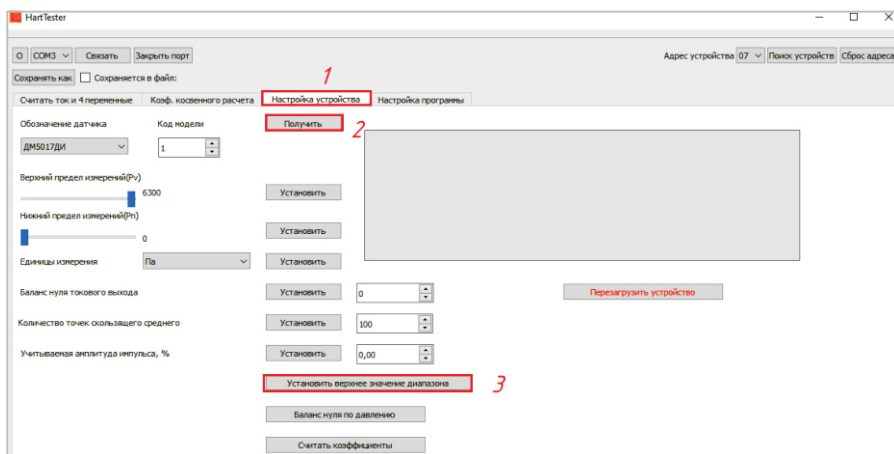 HartTester
О COM3 Связать Закрыть порт Адрес устройства 07 Поиск устройств Сброс адреса
Сохранять как Сохраняется в файл:
1
Считать ток и 4 переменные Коэф. косвенного расчета Настройка устройства Настройка программы
Обозначение датчика Код модели Получить 2
ДМ5017ДИ 1
Верхний предел измерений(Pv)
6300 Установить
Нижний предел измерений(Pn)
0 Установить
Единицы измерения Па Установить
Баланс нуля токового выхода Установить 0 Перезагрузить устройство
Количество точек скользящего среднего Установить 100
Учитываемая амплитуда импульса, % Установить 0,00
Установить верхнее значение диапазона 3
Баланс нуля по давлению
Считать коэффициенты